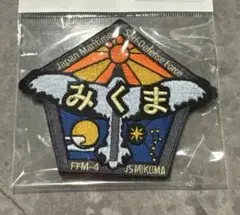 Japan Maritime Self-Defense Force
みくま
FFM-4
JS MIKUMA